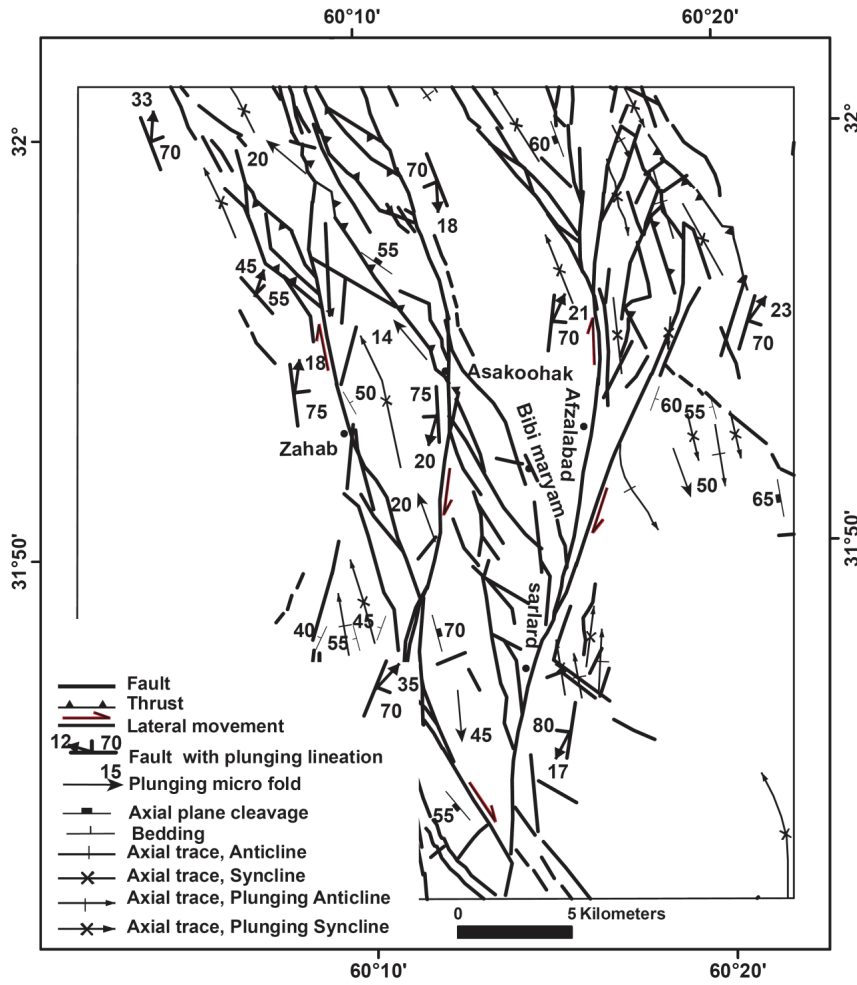 60°10'
60°20'
33
32°
32°
70
20
60
70
18
55
45
55
21
23
70
70
14
18
Asakoohak
75
50
75
60
55
Zahab
Afzalabad
Bibi maryam
20
50
65
20
31°50'
31°50'
sarlard
40
55
45
70
35
70
45
80
17
55
Fault
Thrust
Lateral movement
12
70
Fault with plunging lineation
15
Plunging micro fold
Axial plane cleavage
Bedding
Axial trace, Anticline
Axial trace, Syncline
Axial trace, Plunging Anticline
Axial trace, Plunging Syncline
0
5 Kilometers
60°10'
60°20'